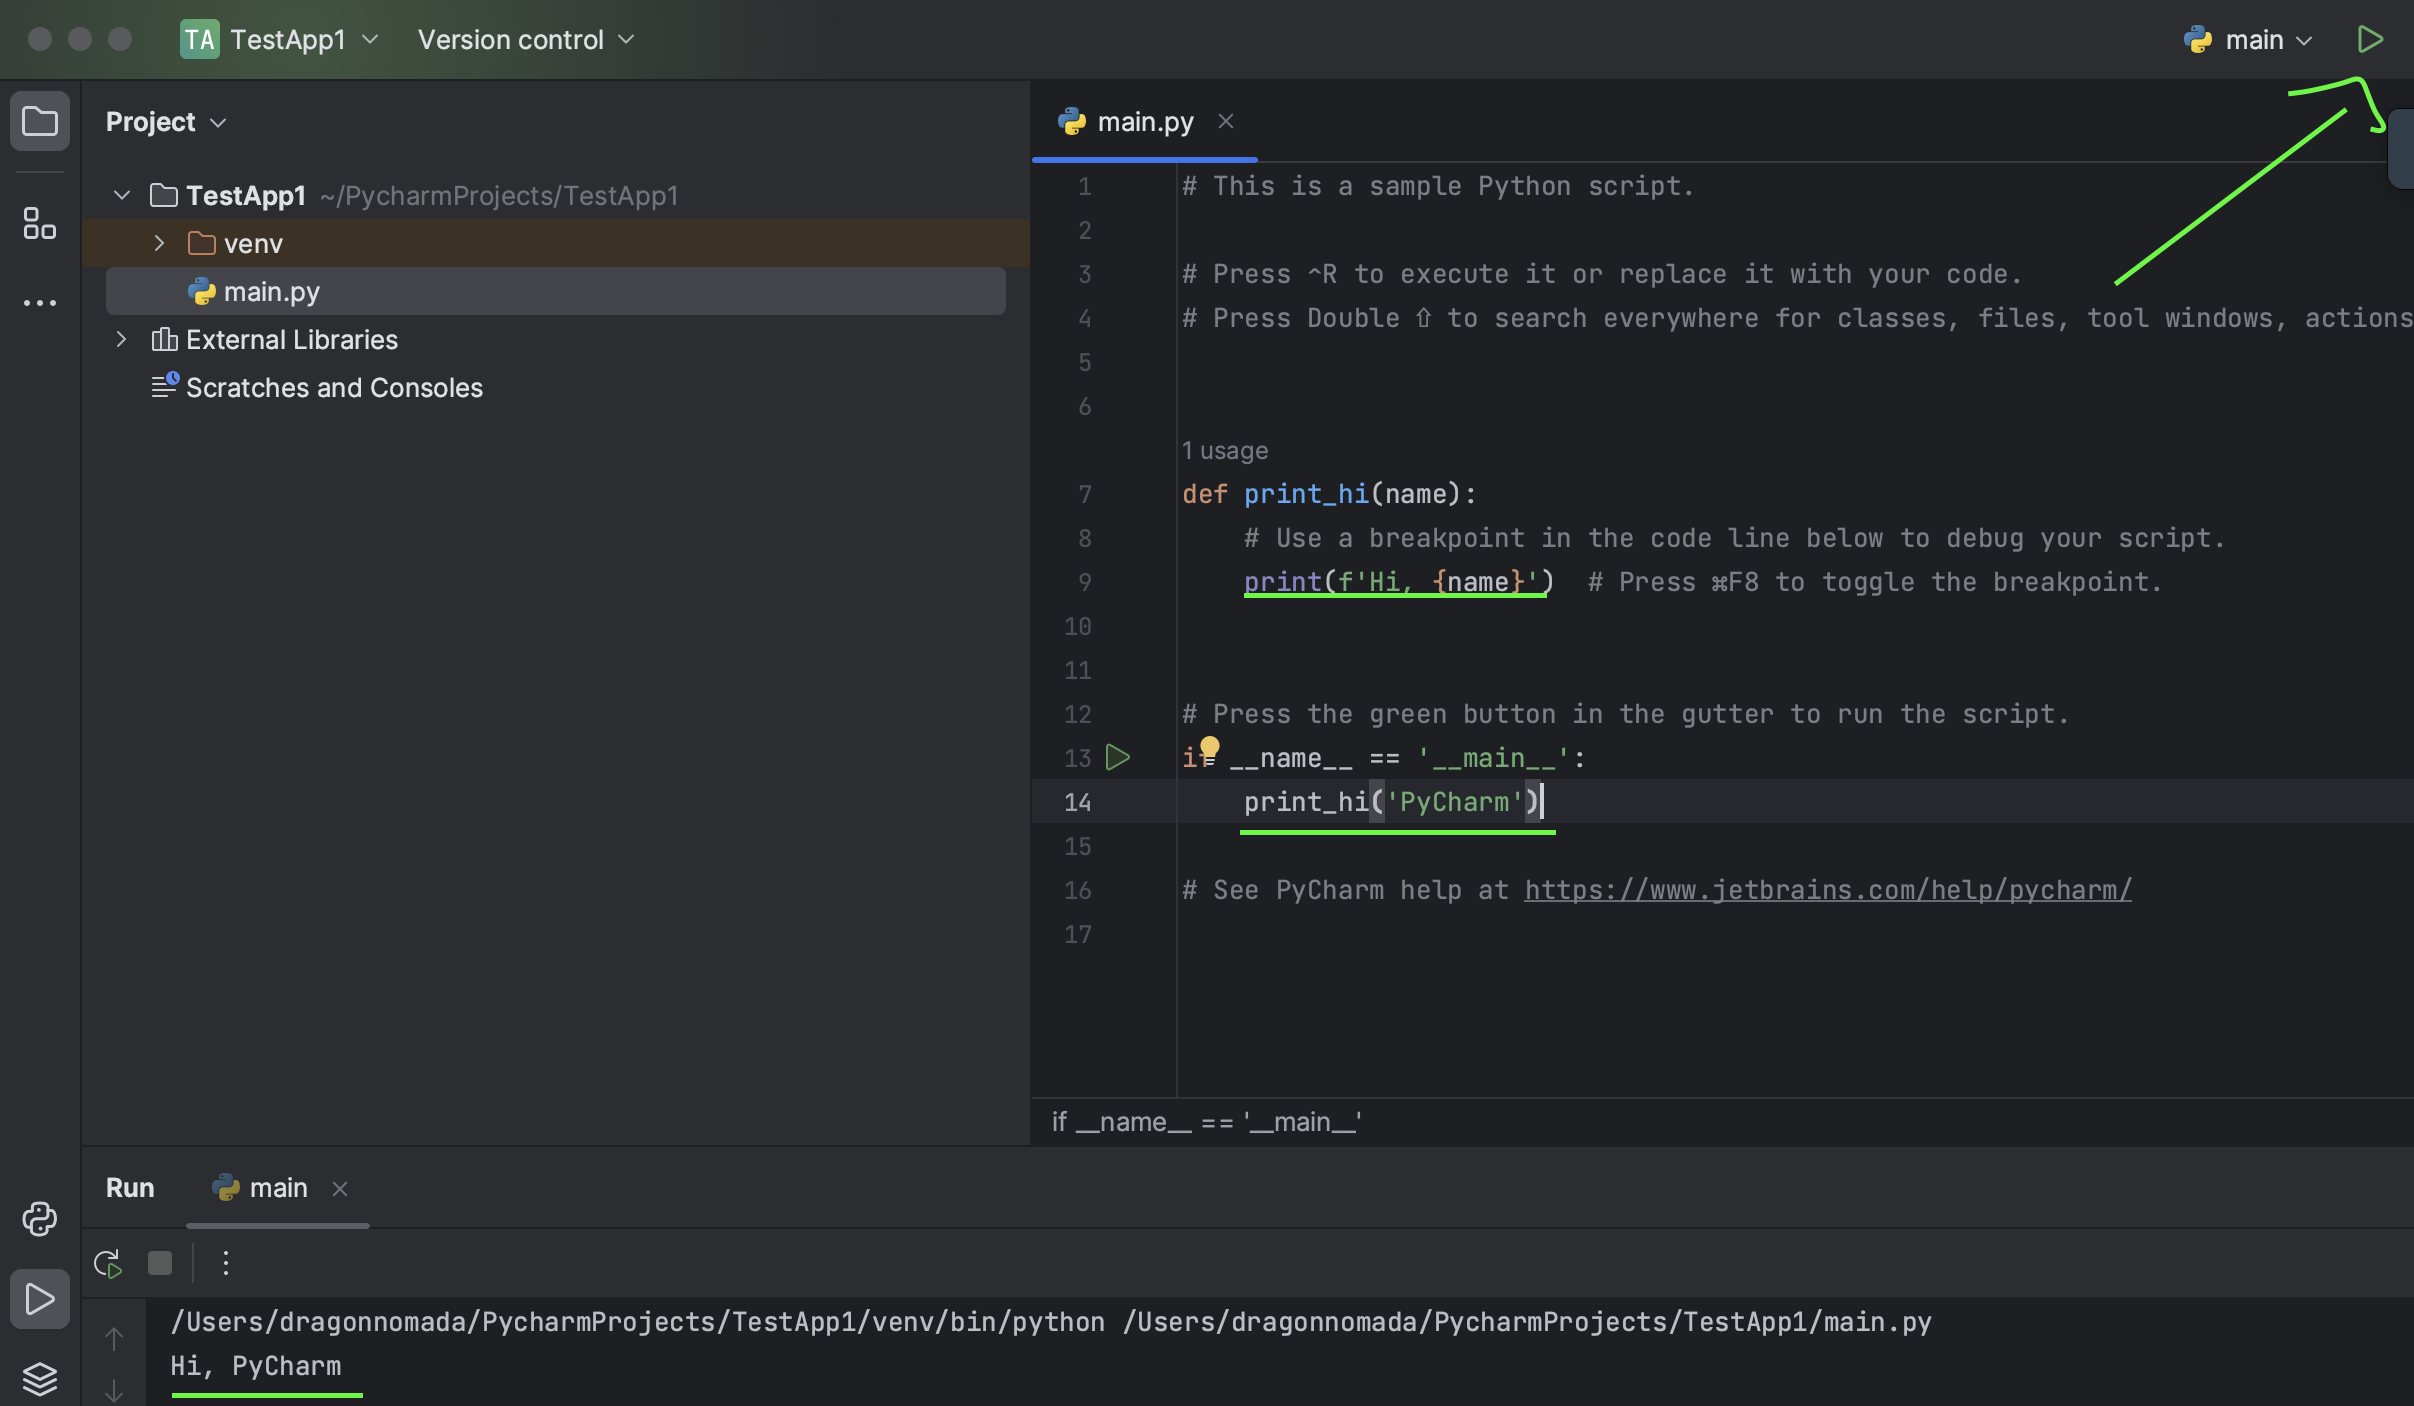 TA TestApp1 Version control main
Project
main.py
TestApp1 ~/PycharmProjects/TestApp1
venv
main.py
External Libraries
Scratches and Consoles
1 # This is a sample Python script.
2
3 # Press ^R to execute it or replace it with your code.
4 # Press Double ⇧ to search everywhere for classes, files, tool windows, actions
5
6
1 usage
7 def print_hi(name):
8 # Use a breakpoint in the code line below to debug your script.
9 print(f'Hi, {name}')  # Press ⌘F8 to toggle the breakpoint.
10
11
12 # Press the green button in the gutter to run the script.
13 if __name__ == '__main__':
14 print_hi('PyCharm')
15
16 # See PyCharm help at https://www.jetbrains.com/help/pycharm/
17
if __name__ == '__main__'
Run main
/Users/dragonnomada/PycharmProjects/TestApp1/venv/bin/python /Users/dragonnomada/PycharmProjects/TestApp1/main.py
Hi, PyCharm